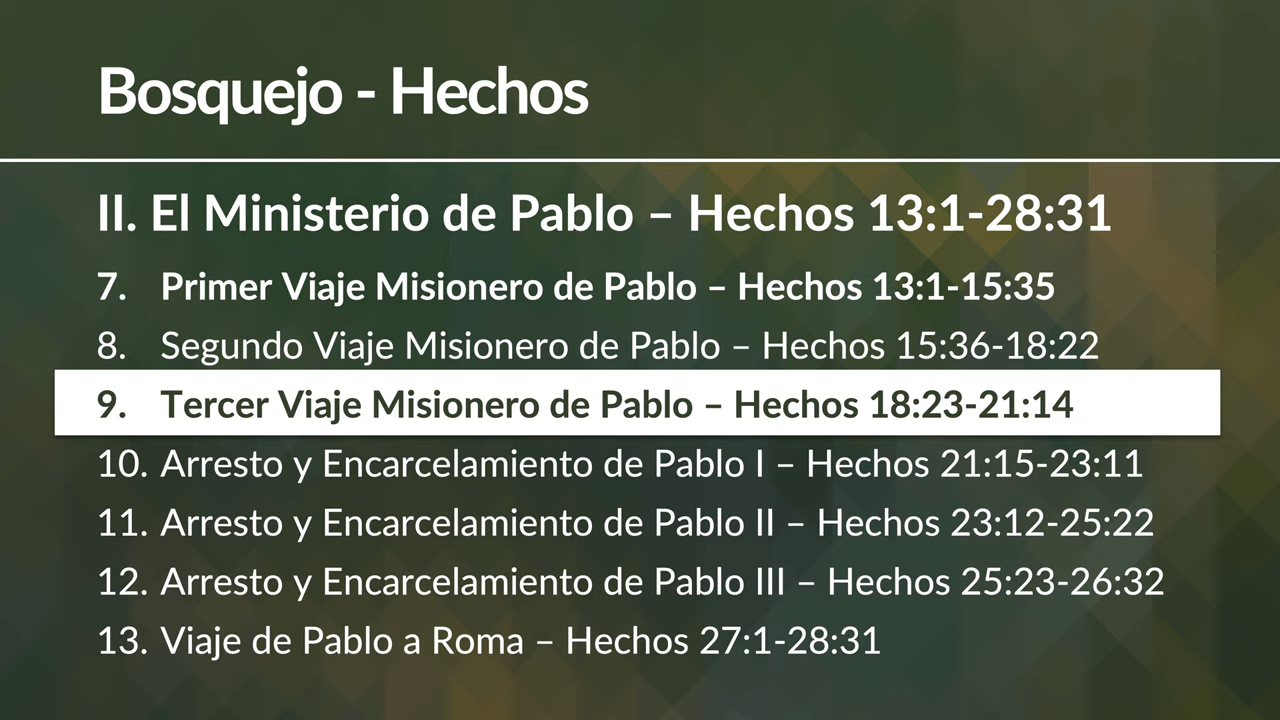 Bosquejo - Hechos
II. El Ministerio de Pablo – Hechos 13:1-28:31
7. Primer Viaje Misionero de Pablo – Hechos 13:1-15:35
8. Segundo Viaje Misionero de Pablo – Hechos 15:36-18:22
9. Tercer Viaje Misionero de Pablo – Hechos 18:23-21:14
10. Arresto y Encarcelamiento de Pablo I – Hechos 21:15-23:11
11. Arresto y Encarcelamiento de Pablo II – Hechos 23:12-25:22
12. Arresto y Encarcelamiento de Pablo III – Hechos 25:23-26:32
13. Viaje de Pablo a Roma – Hechos 27:1-28:31